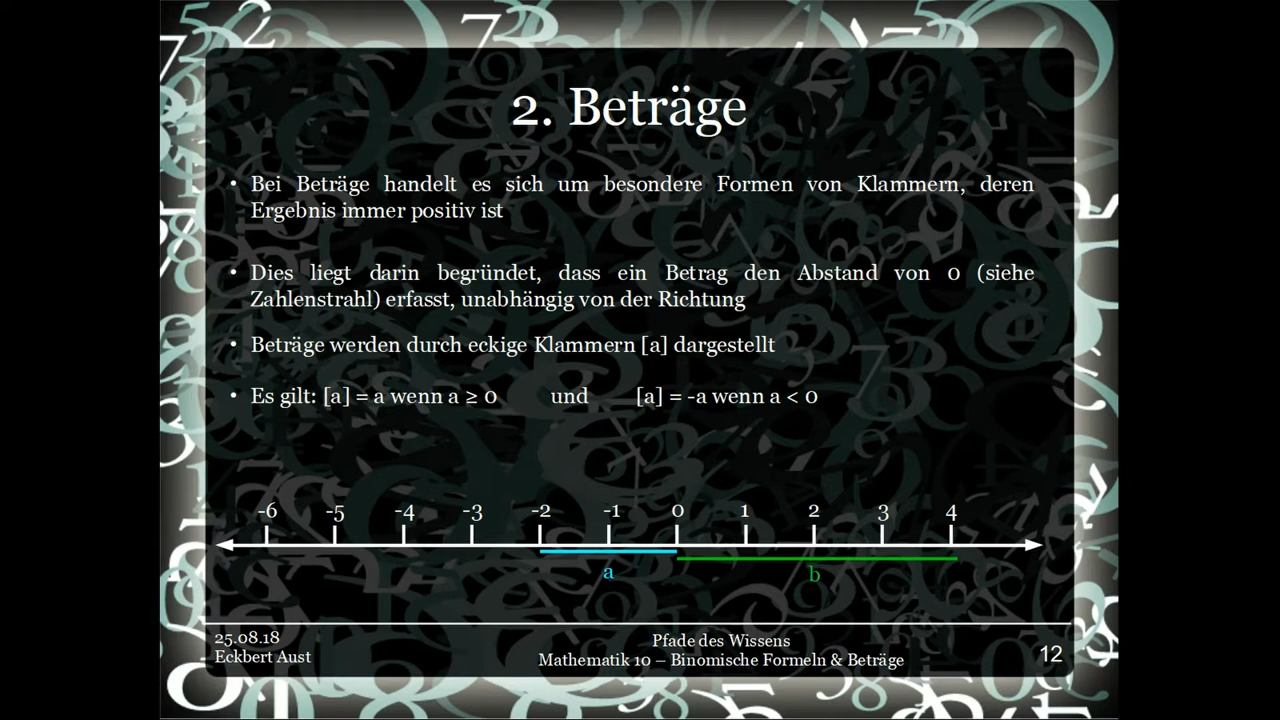 2. Beträge
• Bei Beträge handelt es sich um besondere Formen von Klammern, deren
Ergebnis immer positiv ist
• Dies liegt darin begründet, dass ein Betrag den Abstand von 0 (siehe
Zahlenstrahl) erfasst, unabhängig von der Richtung
• Beträge werden durch eckige Klammern [a] dargestellt
• Es gilt: [a] = a wenn a ≥ 0 und [a] = -a wenn a < 0
-6 -5 -4 -3 -2 -1 0 1 2 3 4
a b
25.08.18
Eckbert Aust
Pfade des Wissens
Mathematik 10 – Binomische Formeln & Beträge
12